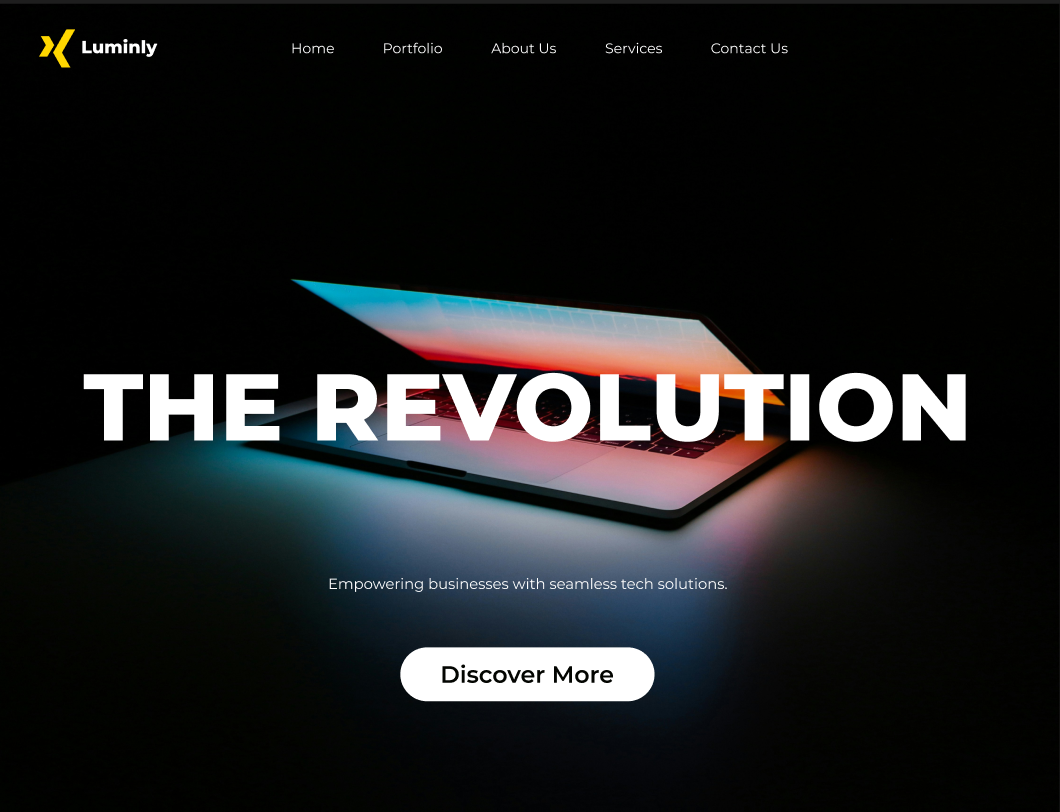 Luminly
Home Portfolio About Us Services Contact Us
THE REVOLUTION
Empowering businesses with seamless tech solutions.
Discover More